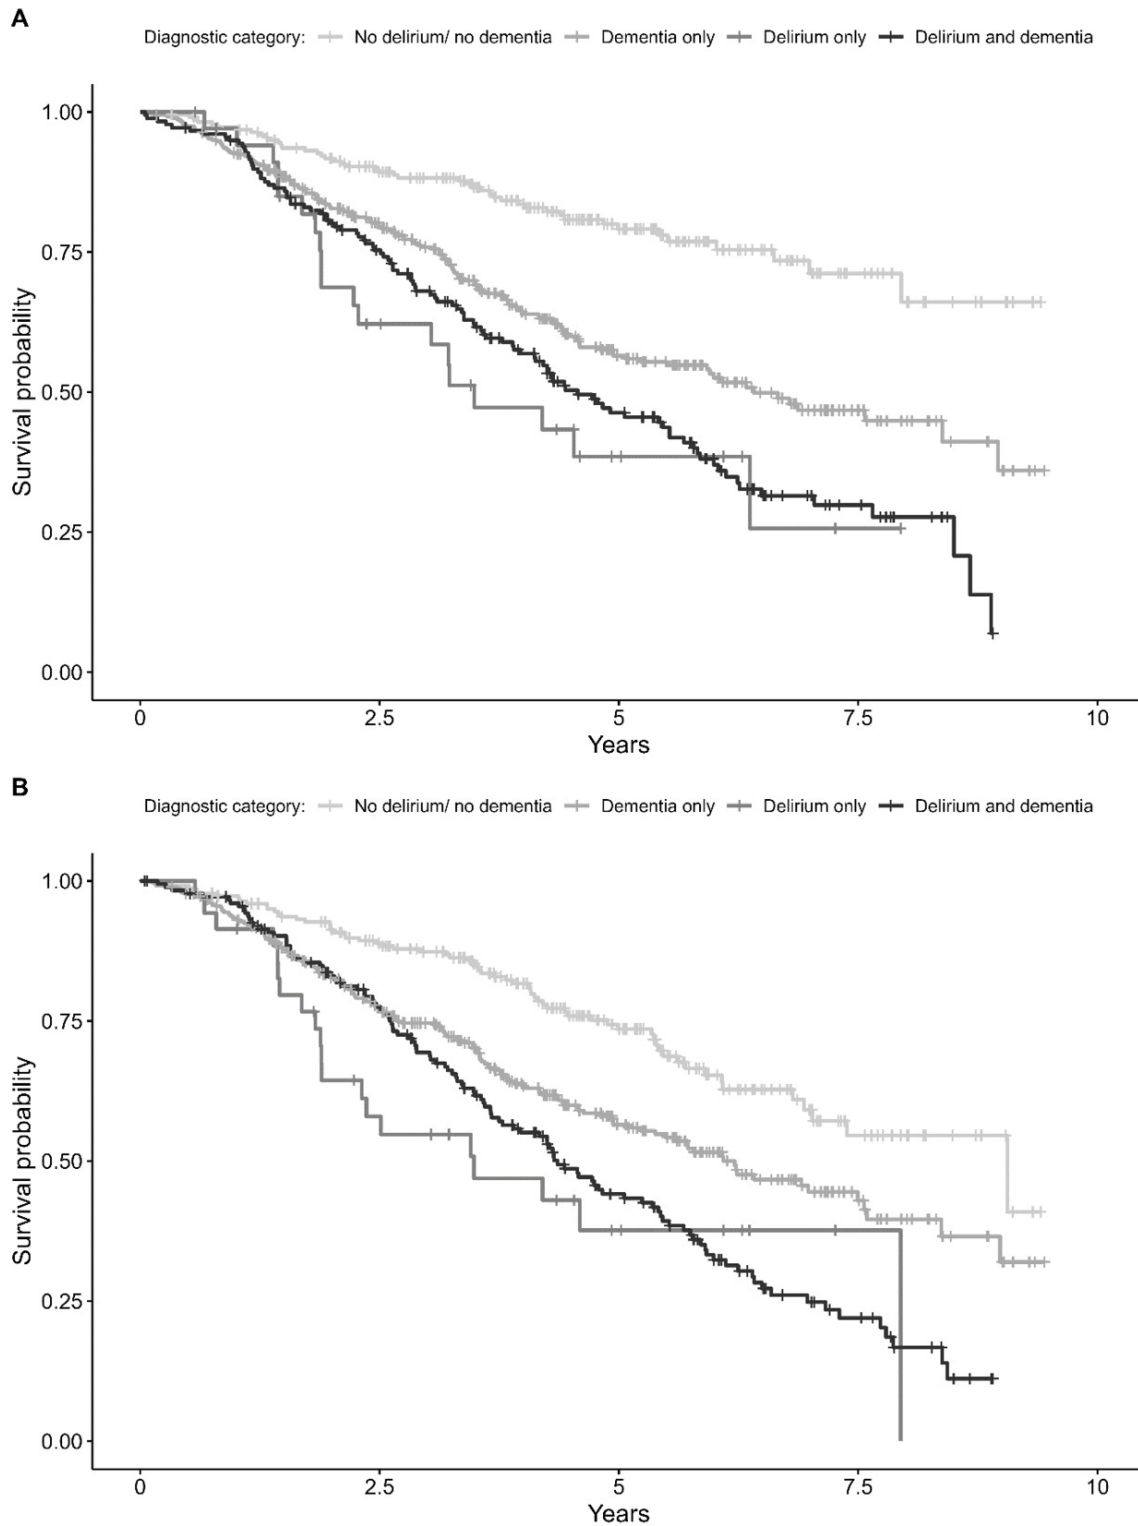 A
Diagnostic category: No delirium/ no dementia Dementia only Delirium only Delirium and dementia
1.00
0.75
0.50
0.25
0.00
Survival probability
0 2.5 5 7.5 10
Years
B
Diagnostic category: No delirium/ no dementia Dementia only Delirium only Delirium and dementia
1.00
0.75
0.50
0.25
0.00
Survival probability
0 2.5 5 7.5 10
Years